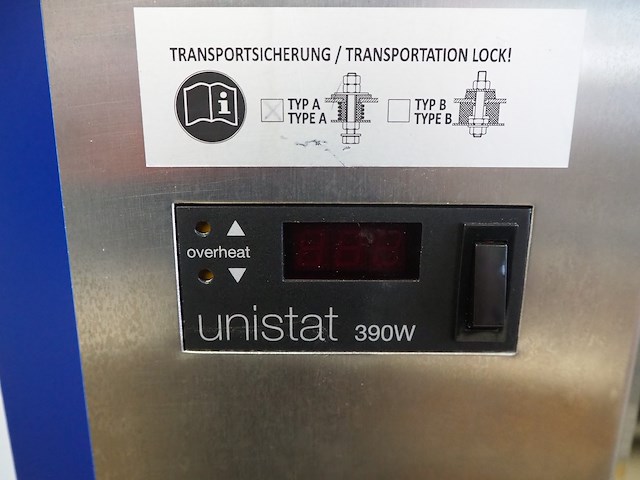 TRANSPORTSICHERUNG / TRANSPORTATION LOCK!
TYP A
TYPE A
TYP B
TYPE B
overheat
unistat 390W